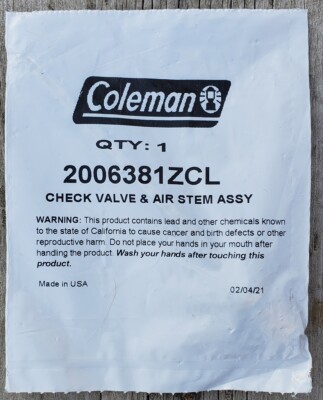 Coleman
QTY: 1
2006381ZCL
CHECK VALVE & AIR STEM ASSY
WARNING: This product contains lead and other chemicals known
to the state of California to cause cancer and birth defects or other
reproductive harm. Do not place your hands in your mouth after
handling the product. Wash your hands after touching this
product.
Made in USA
02/04/21